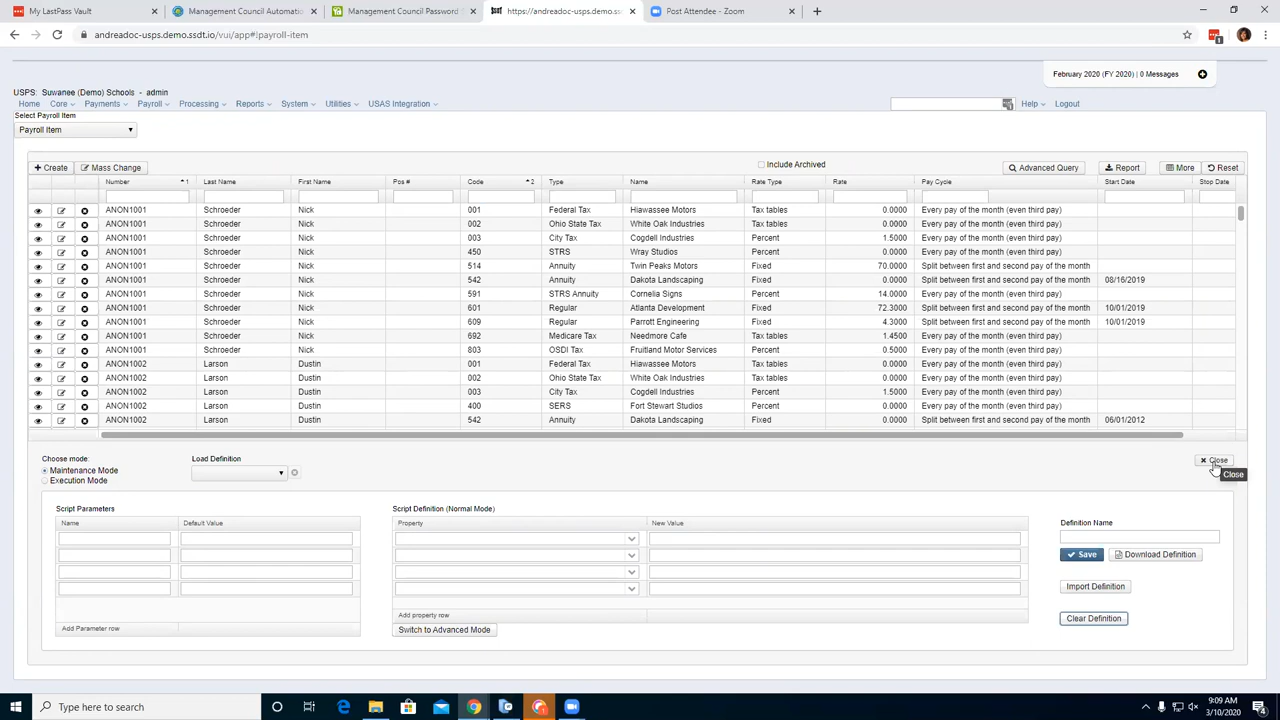 My LastPass Vault
Management Council Automatio
Management Council Password
https://andreadoc-usps.demo.ss
Post Attendee - Zoom
andreadoc-usps.demo.ssdt.io/vui/app#!payroll-item
February 2020 (FY 2020) | 0 Messages
USPS: Suwanee (Demo) Schools - admin
Home Core Payments Payroll Processing Reports System Utilities USAS Integration Help Logout
Select Payroll Item
Payroll Item
Create Mass Change Include Archived Advanced Query Report More Reset
Number 1 Last Name First Name Pos # Code 2 Type Name Rate Type Rate Pay Cycle Start Date Stop Date
ANON1001 Schroeder Nick 001 Federal Tax Hiawassee Motors Tax tables 0.0000 Every pay of the month (even third pay)
ANON1001 Schroeder Nick 002 Ohio State Tax White Oak Industries Tax tables 0.0000 Every pay of the month (even third pay)
ANON1001 Schroeder Nick 003 City Tax Cogdell Industries Percent 1.5000 Every pay of the month (even third pay)
ANON1001 Schroeder Nick 450 STRS Wray Studios Percent 0.0000 Every pay of the month (even third pay)
ANON1001 Schroeder Nick 514 Annuity Twin Peaks Motors Fixed 70.0000 Split between first and second pay of the month
ANON1001 Schroeder Nick 542 Annuity Dakota Landscaping Fixed 0.0000 Split between first and second pay of the month 08/16/2019
ANON1001 Schroeder Nick 591 STRS Annuity Cornelia Signs Percent 14.0000 Every pay of the month (even third pay)
ANON1001 Schroeder Nick 601 Regular Atlanta Development Fixed 72.3000 Split between first and second pay of the month 10/01/2019
ANON1001 Schroeder Nick 609 Regular Parrott Engineering Fixed 4.3000 Split between first and second pay of the month 10/01/2019
ANON1001 Schroeder Nick 692 Medicare Tax Needmore Cafe Tax tables 1.4500 Every pay of the month (even third pay)
ANON1001 Schroeder Nick 803 OSDI Tax Fruitland Motor Services Percent 0.5000 Every pay of the month (even third pay)
ANON1002 Larson Dustin 001 Federal Tax Hiawassee Motors Tax tables 0.0000 Every pay of the month (even third pay)
ANON1002 Larson Dustin 002 Ohio State Tax White Oak Industries Tax tables 0.0000 Every pay of the month (even third pay)
ANON1002 Larson Dustin 003 City Tax Cogdell Industries Percent 1.5000 Every pay of the month (even third pay)
ANON1002 Larson Dustin 400 SERS Fort Stewart Studios Percent 0.0000 Every pay of the month (even third pay)
ANON1002 Larson Dustin 542 Annuity Dakota Landscaping Fixed 0.0000 Split between first and second pay of the month 06/01/2012
Choose mode: Load Definition
Close
Maintenance Mode
Close
Execution Mode
Script Parameters Script Definition (Normal Mode)
Name Default Value Property New Value Definition Name
Save Download Definition
Import Definition
Add property row Clear Definition
Add Parameter row Switch to Advanced Mode
Type here to search
9:09 AM
3/10/2020